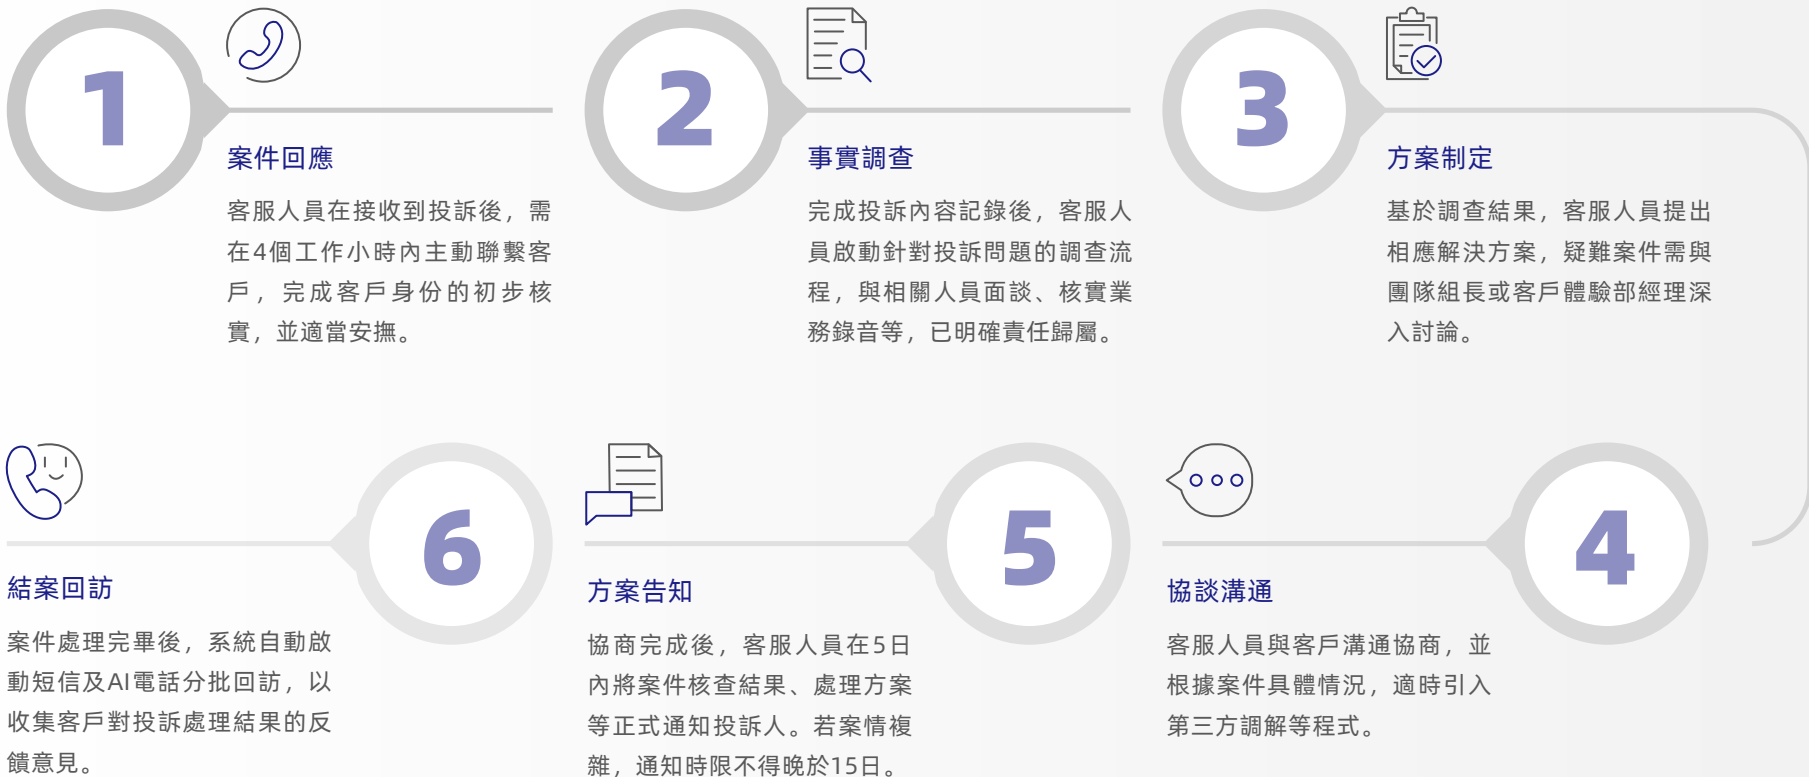 1
案件回應
客服人員在接收到投訴後，需
在4個工作小時內主動聯繫客
戶，完成客戶身份的初步核
實，並適當安撫。
2
事實調查
完成投訴內容記錄後，客服人
員啟動針對投訴問題的調查流
程，與相關人員面談、核實業
務錄音等，已明確責任歸屬。
3
方案制定
基於調查結果，客服人員提出
相應解決方案，疑難案件需與
團隊組長或客戶體驗部經理深
入討論。
4
協談溝通
客服人員與客戶溝通協商，並
根據案件具體情況，適時引入
第三方調解等程式。
5
方案告知
協商完成後，客服人員在5日
內將案件核查結果、處理方案
等正式通知投訴人。若案情複
雜，通知時限不得晚於15日。
6
結案回訪
案件處理完畢後，系統自動啟
動短信及AI電話分批回訪，以
收集客戶對投訴處理結果的反
饋意見。